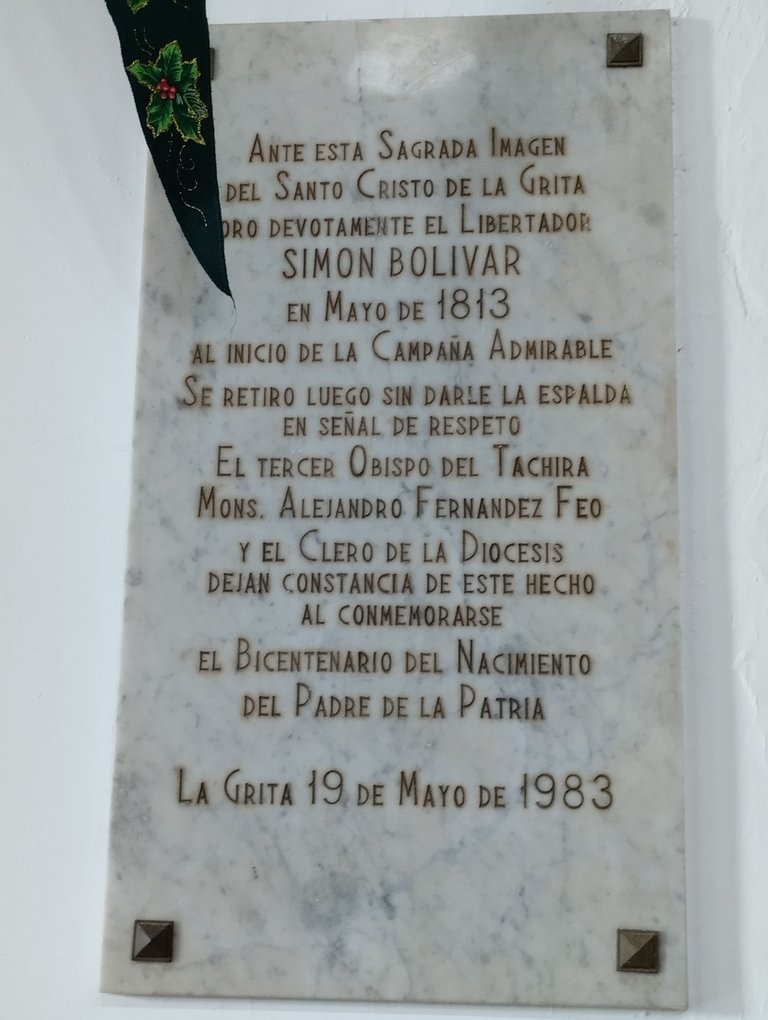 Ante esta Sagrada Imagen
del Santo Cristo de la Grita
oro devotamente el Libertador
SIMON BOLIVAR
en Mayo de 1813
al inicio de la Campaña Admirable
Se retiro luego sin darle la espalda
en señal de respeto
El tercer Obispo del Tachira
Mons. Alejandro Fernandez Feo
y el Clero de la Diocesis
dejan constancia de este hecho
al conmemorarse
el Bicentenario del Nacimiento
del Padre de la Patria
La Grita 19 de Mayo de 1983